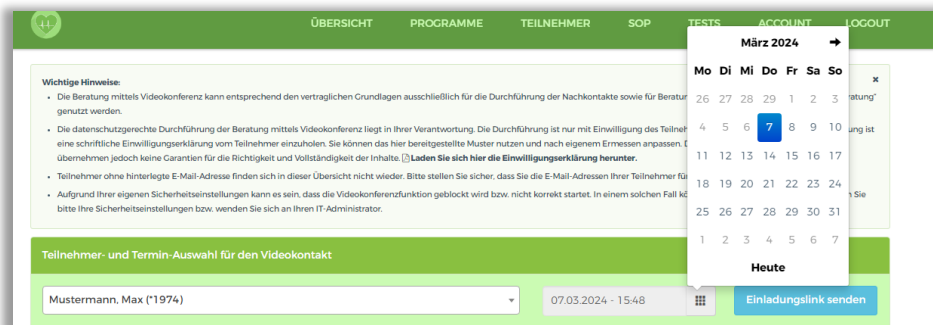 ÜBERSICHT PROGRAMME TEILNEHMER SOP TESTS ACCOUNT LOGOUT
März 2024
Mo Di Mi Do Fr Sa So
26 27 28 29 1 2 3
4 5 6 7 8 9 10
11 12 13 14 15 16 17
18 19 20 21 22 23 24
25 26 27 28 29 30 31
1 2 3 4 5 6 7
Heute
Wichtige Hinweise:
Die Beratung mittels Videokonferenz kann entsprechend den vertraglichen Grundlagen ausschließlich für die Durchführung der Nachkontakte sowie für Beratu
genutzt werden.
Die datenschutzgerechte Durchführung der Beratung mittels Videokonferenz liegt in Ihrer Verantwortung. Die Durchführung ist nur mit Einwilligung des Teilneh ung ist
eine schriftliche Einwilligungserklärung vom Teilnehmer einzuholen. Sie können das hier bereitgestellte Muster nutzen und nach eigenem Ermessen anpassen.
übernehmen jedoch keine Garantien für die Richtigkeit und Vollständigkeit der Inhalte. Laden Sie sich hier die Einwilligungserklärung herunter.
Teilnehmer ohne hinterlegte E-Mail-Adresse finden sich in dieser Übersicht nicht wieder. Bitte stellen Sie sicher, dass Sie die E-Mail-Adressen Ihrer Teilnehmer fü
Aufgrund Ihrer eigenen Sicherheitseinstellungen kann es sein, dass die Videokonferenzfunktion geblockt wird bzw. nicht korrekt startet. In einem solchen Fall kö n Sie
bitte Ihre Sicherheitseinstellungen bzw. wenden Sie sich an Ihren IT-Administrator.
Teilnehmer- und Termin-Auswahl für den Videokontakt
Mustermann, Max (*1974) 07.03.2024 - 15:48 Einladungslink senden